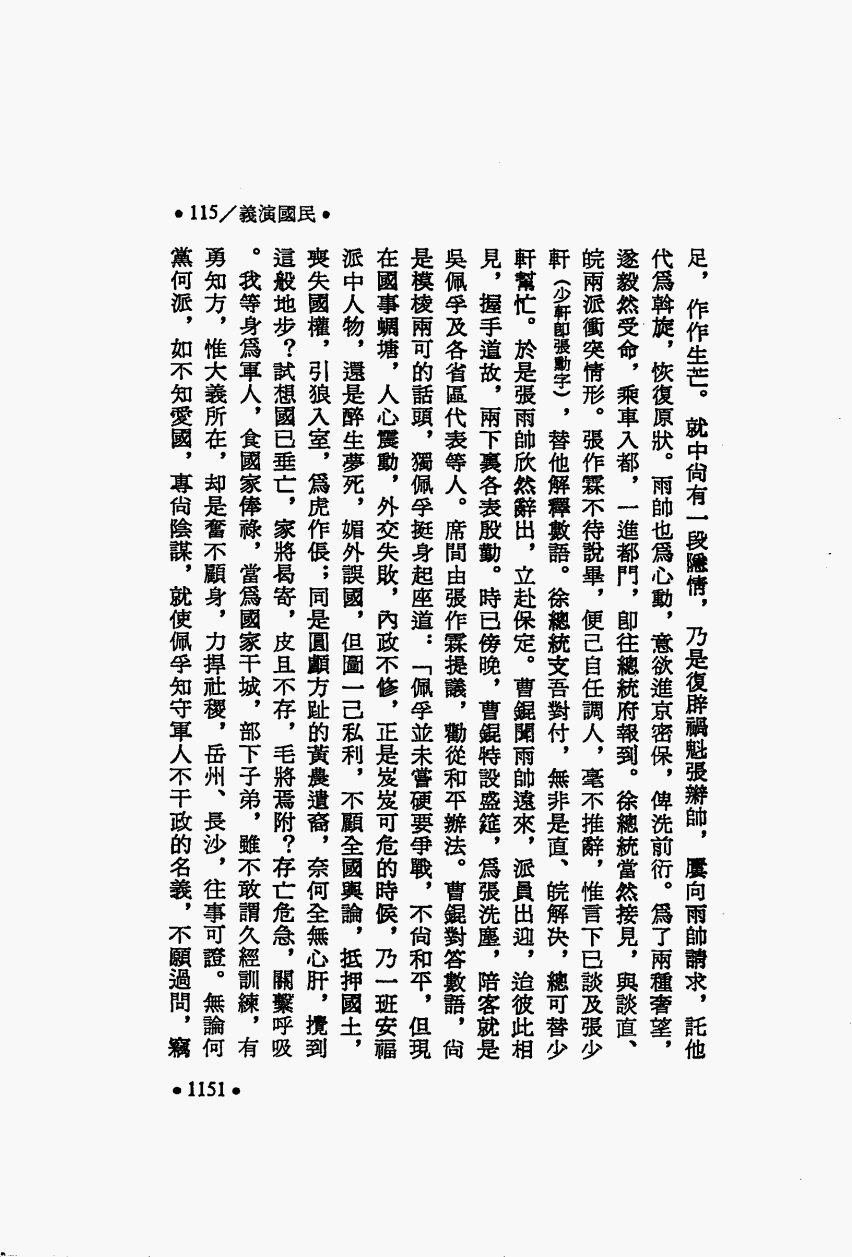 •115／義演國民•
足，作作生芒。就中尚有一段隱情，乃是復辟禍魁張辮帥，屢向雨帥請求，託他
代爲斡旋，恢復原狀。雨帥也爲心動，意欲進京密保，俾洗前衍。爲了兩種奢望，
遂毅然受命，乘車入都，一進都門，卽往總統府報到。徐總統當然接見，與談直、
皖兩派衝突情形。張作霖不待說畢，便已自任調人，毫不推辭，惟言下已談及張少
軒（少軒卽張勳字），替他解釋數語。徐總統支吾對付，無非是直、皖解決，總可替少
軒幫忙。於是張雨帥欣然辭出，立赴保定。曹錕聞雨帥遠來，派員出迎，迨彼此相
見，握手道故，兩下裏各表殷勤。時已傍晚，曹錕特設盛筵，爲張洗塵，陪客就是
吳佩孚及各省區代表等人。席間由張作霖提議，勸從和平辦法。曹錕對答數語，尙
是模棱兩可的話頭，獨佩孚挺身起座道：「佩孚並未嘗硬要爭戰，不尙和平，但現
在國事蜩塘，人心震動，外交失敗，內政不修，正是岌岌可危的時候，乃一班安福
派中人物，還是醉生夢死，媚外誤國，但圖一己私利，不顧全國輿論，抵押國土，
喪失國權，引狼入室，爲虎作倀；同是圓顱方趾的黃農遺裔，奈何全無心肝，攪到
這般地步？試想國已垂亡，家將曷寄，皮且不存，毛將焉附？存亡危急，關繫呼吸
。我等身爲軍人，食國家俸祿，當爲國家干城，部下子弟，雖不敢謂久經訓練，有
勇知方，惟大義所在，却是奮不顧身，力捍社稷，岳州、長沙，往事可證。無論何
黨何派，如不知愛國，專尙陰謀，就使佩孚知守軍人不干政的名義，不願過問，竊
•1151•